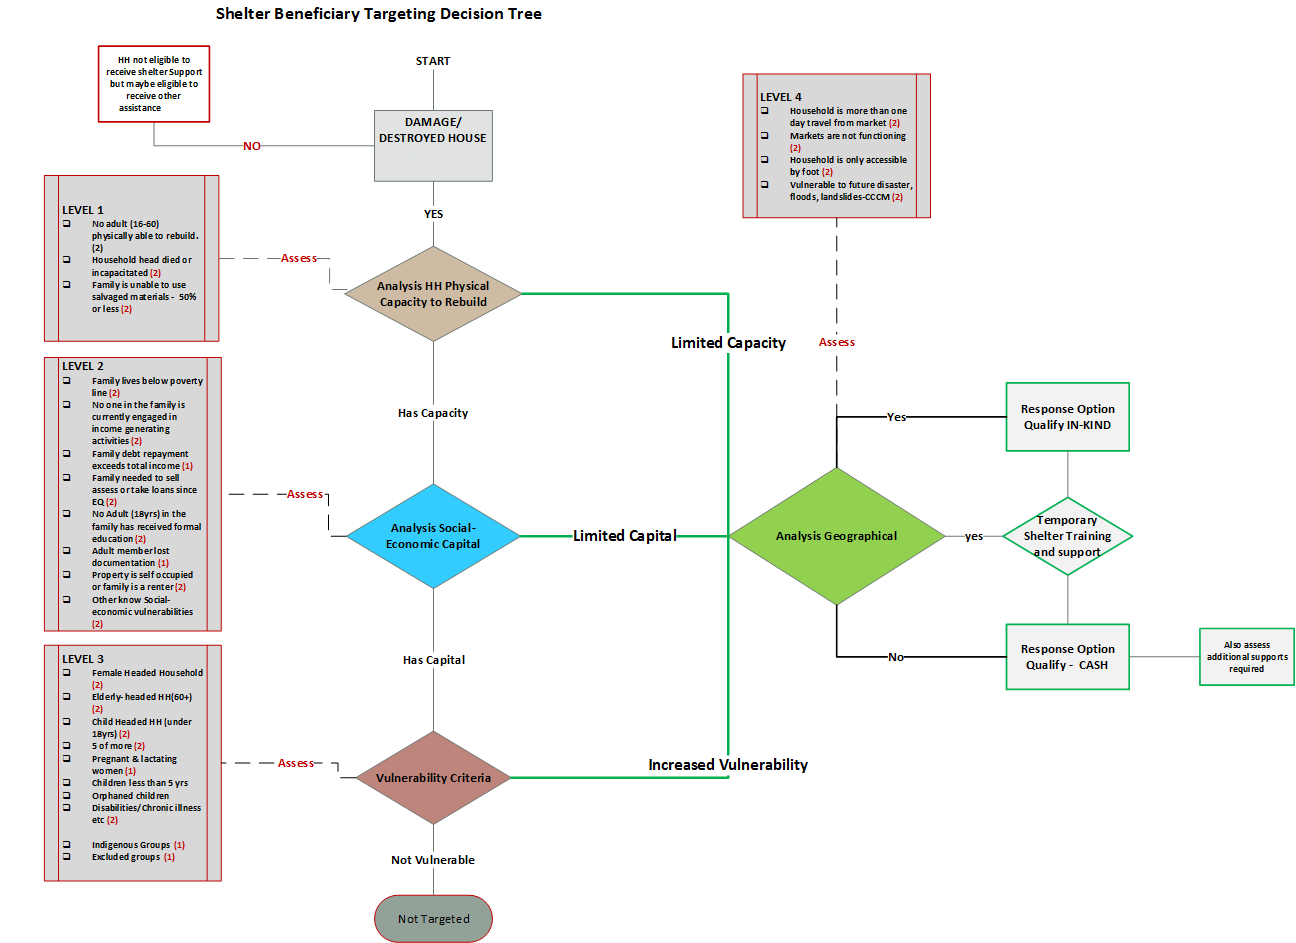 Shelter Beneficiary Targeting Decision Tree
HH not eligible to
receive shelter Support
but maybe eligible to
receive other
assistance
START
DAMAGE/
DESTROYED HOUSE
NO
YES
LEVEL 1
❑ No adult (16-60)
physically able to rebuild.
(2)
❑ Household head died or
incapacitated (2)
❑ Family is unable to use
salvaged materials - 50%
or less (2)
Assess
Analysis HH Physical
Capacity to Rebuild
Limited Capacity
Has Capacity
LEVEL 2
❑ Family lives below poverty
line (2)
❑ No one in the family is
currently engaged in
income generating
activities (2)
❑ Family debt repayment
exceeds total income (1)
❑ Family needed to sell
assess or take loans since
EQ (2)
❑ No Adult (18yrs) in the
family has received formal
education (2)
❑ Adult member lost
documentation (1)
❑ Property is self occupied
or family is a renter (2)
❑ Other know Social-
economic vulnerabilities
(2)
Assess
Analysis Social-
Economic Capital
Limited Capital
Has Capital
LEVEL 3
❑ Female Headed Household
(2)
❑ Elderly- headed HH(60+)
(2)
❑ Child Headed HH (under
18yrs) (2)
❑ 5 of more (2)
❑ Pregnant & lactating
women (1)
❑ Children less than 5 yrs
❑ Orphaned children
❑ Disabilities/Chronic illness
etc (2)
❑ Indigenous Groups (1)
❑ Excluded groups (1)
Assess
Vulnerability Criteria
Increased Vulnerability
Not Vulnerable
Not Targeted
LEVEL 4
❑ Household is more than one
day travel from market (2)
❑ Markets are not functioning
(2)
❑ Household is only accessible
by foot (2)
❑ Vulnerable to future disaster,
floods, landslides-CCCM (2)
Assess
Analysis Geographical
Yes
Response Option
Qualify IN-KIND
yes
Temporary
Shelter Training
and support
No
Response Option
Qualify - CASH
Also assess
additional supports
required